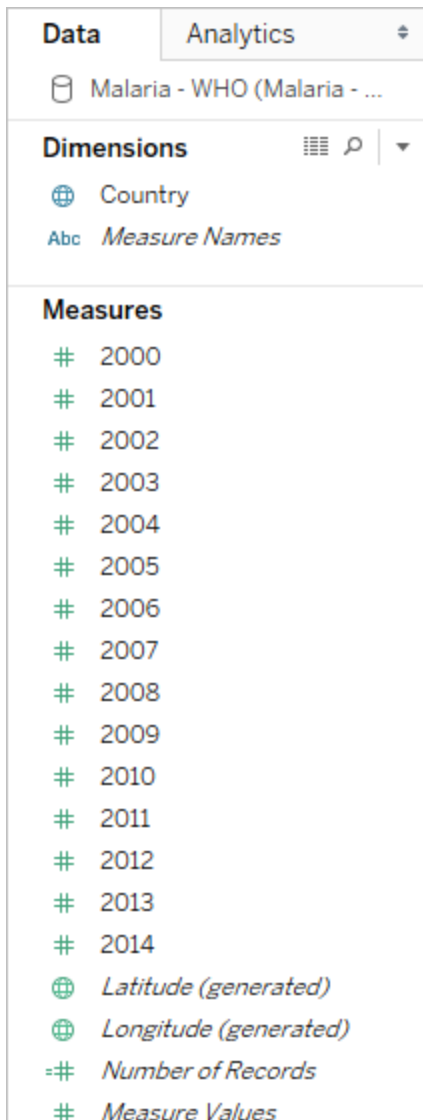 Data Analytics
Malaria - WHO (Malaria - ...
Dimensions
Country
Abc Measure Names
Measures
# 2000
# 2001
# 2002
# 2003
# 2004
# 2005
# 2006
# 2007
# 2008
# 2009
# 2010
# 2011
# 2012
# 2013
# 2014
Latitude (generated)
Longitude (generated)
=# Number of Records
# Measure Values